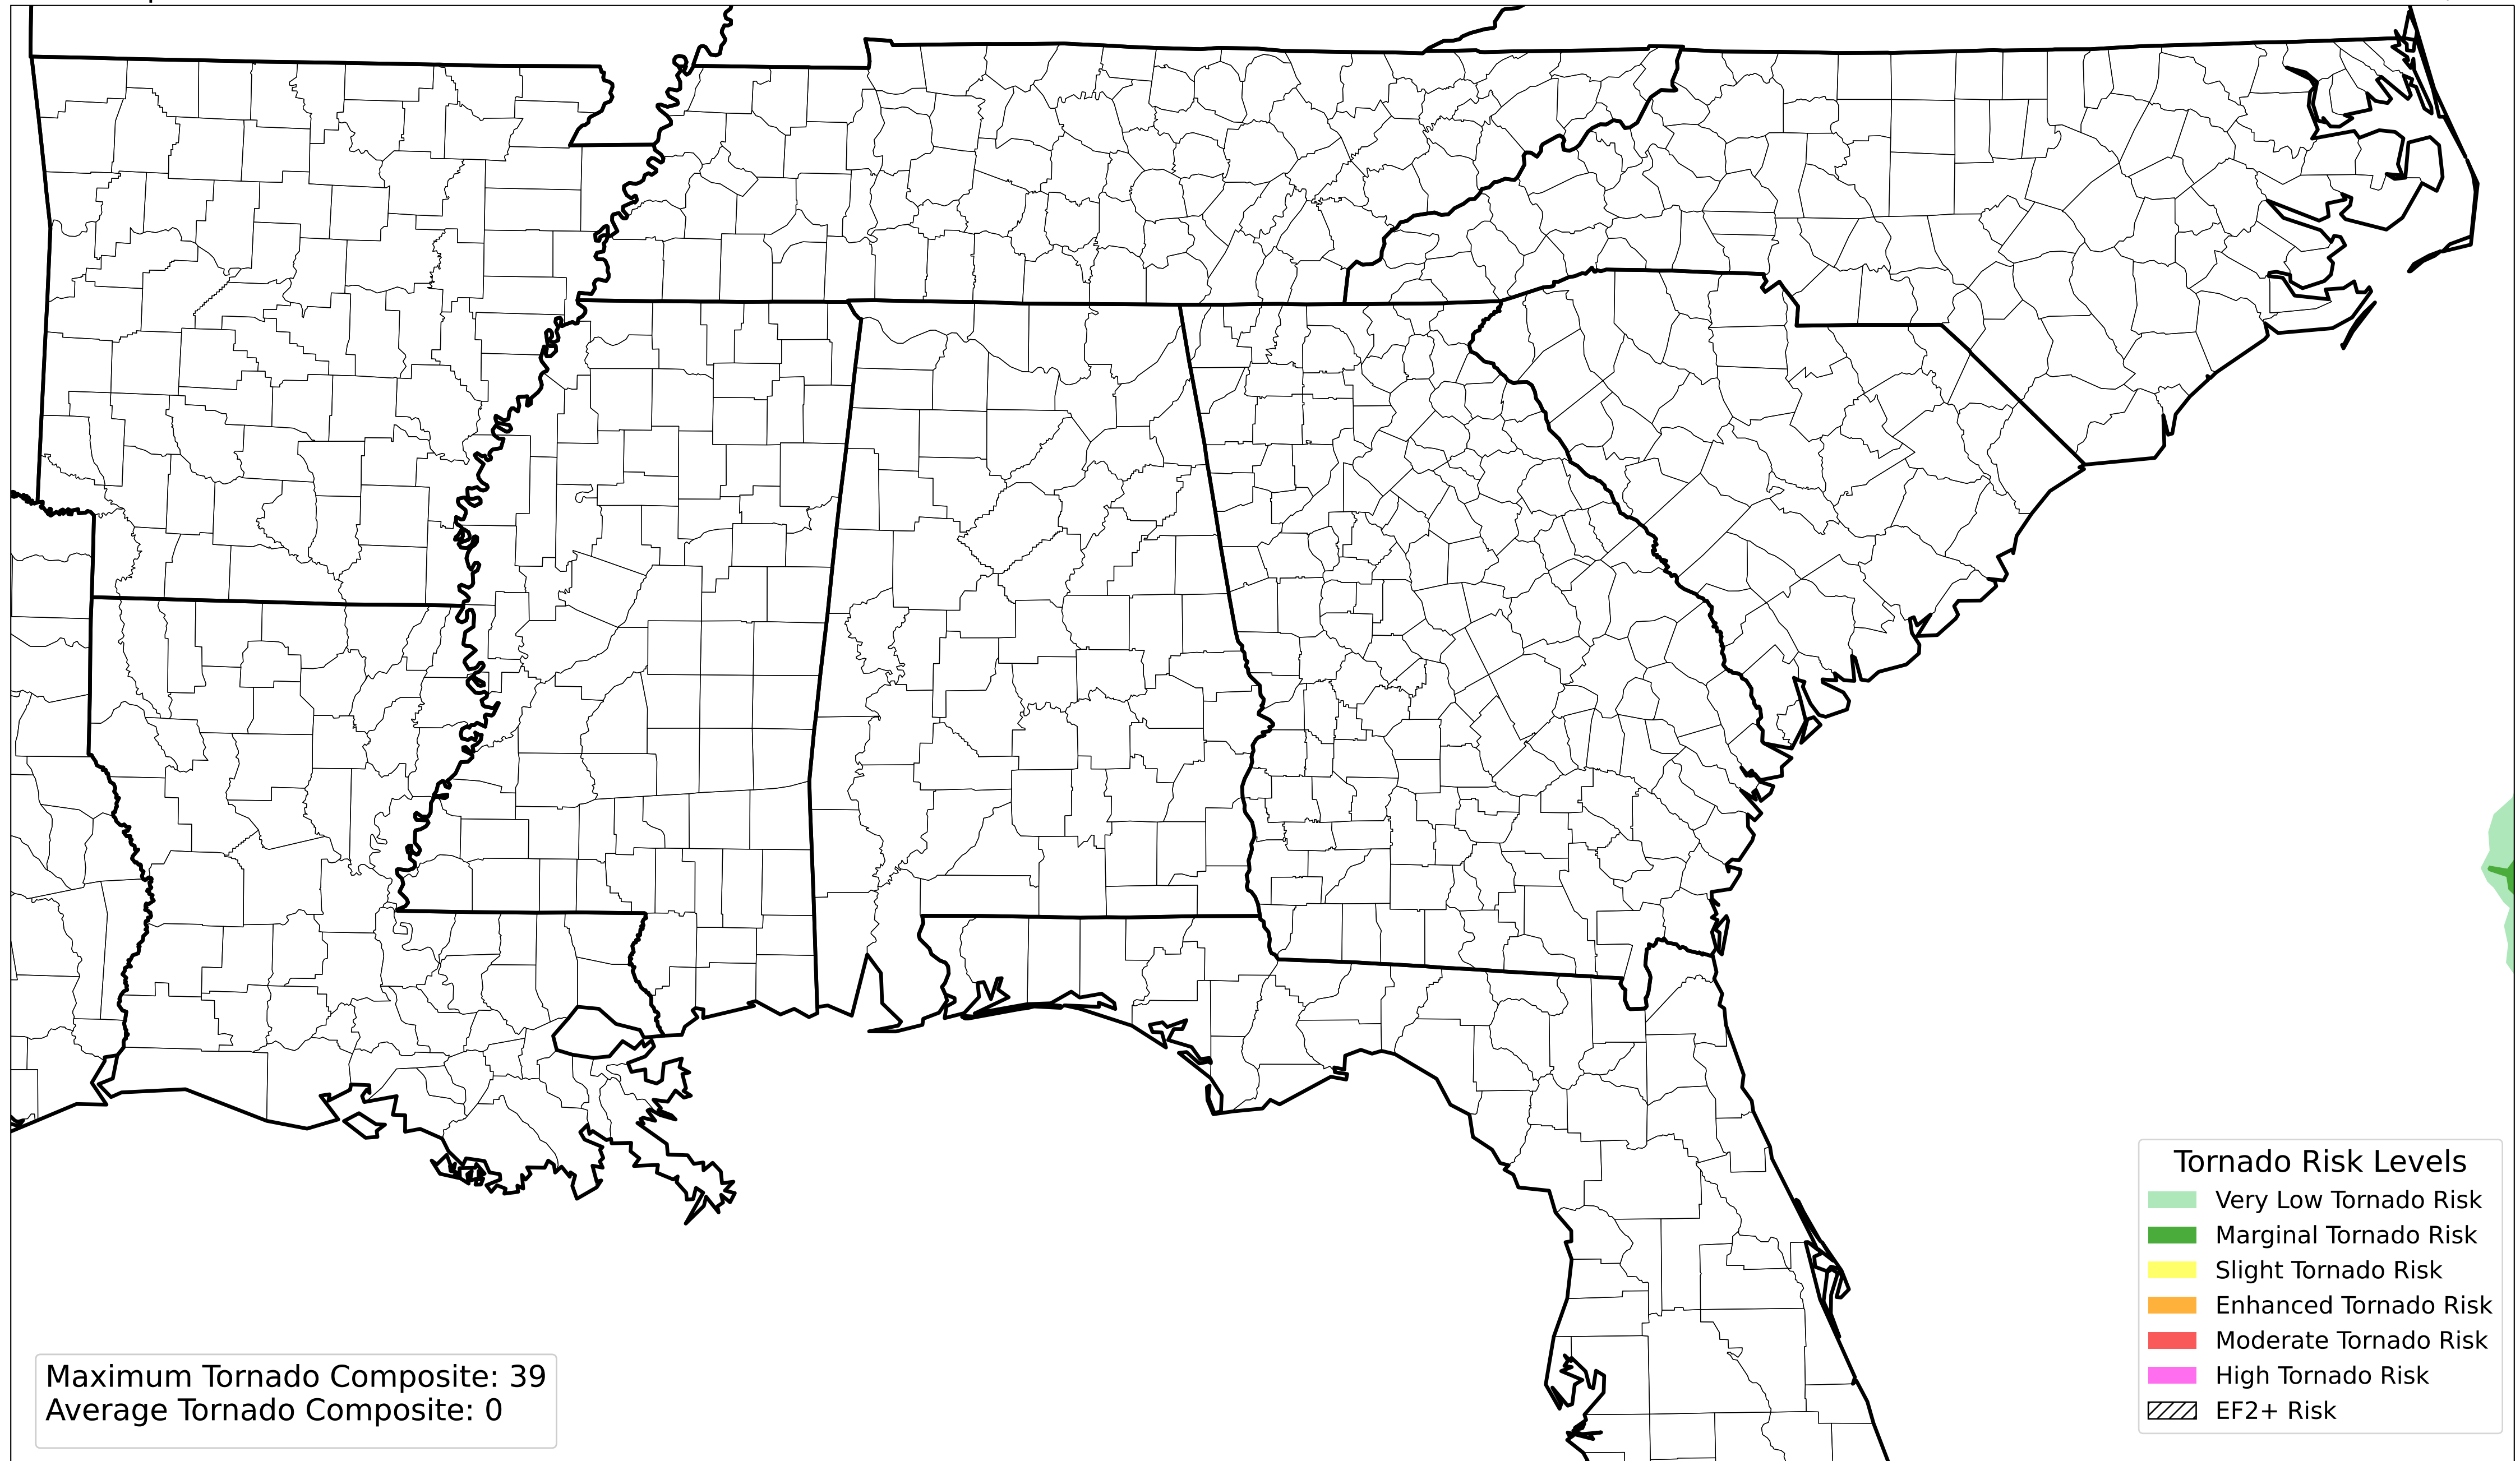 Tornado Risk Levels
Very Low Tornado Risk
Marginal Tornado Risk
Slight Tornado Risk
Enhanced Tornado Risk
Moderate Tornado Risk
High Tornado Risk
EF2+ Risk
Maximum Tornado Composite: 39
Average Tornado Composite: 0